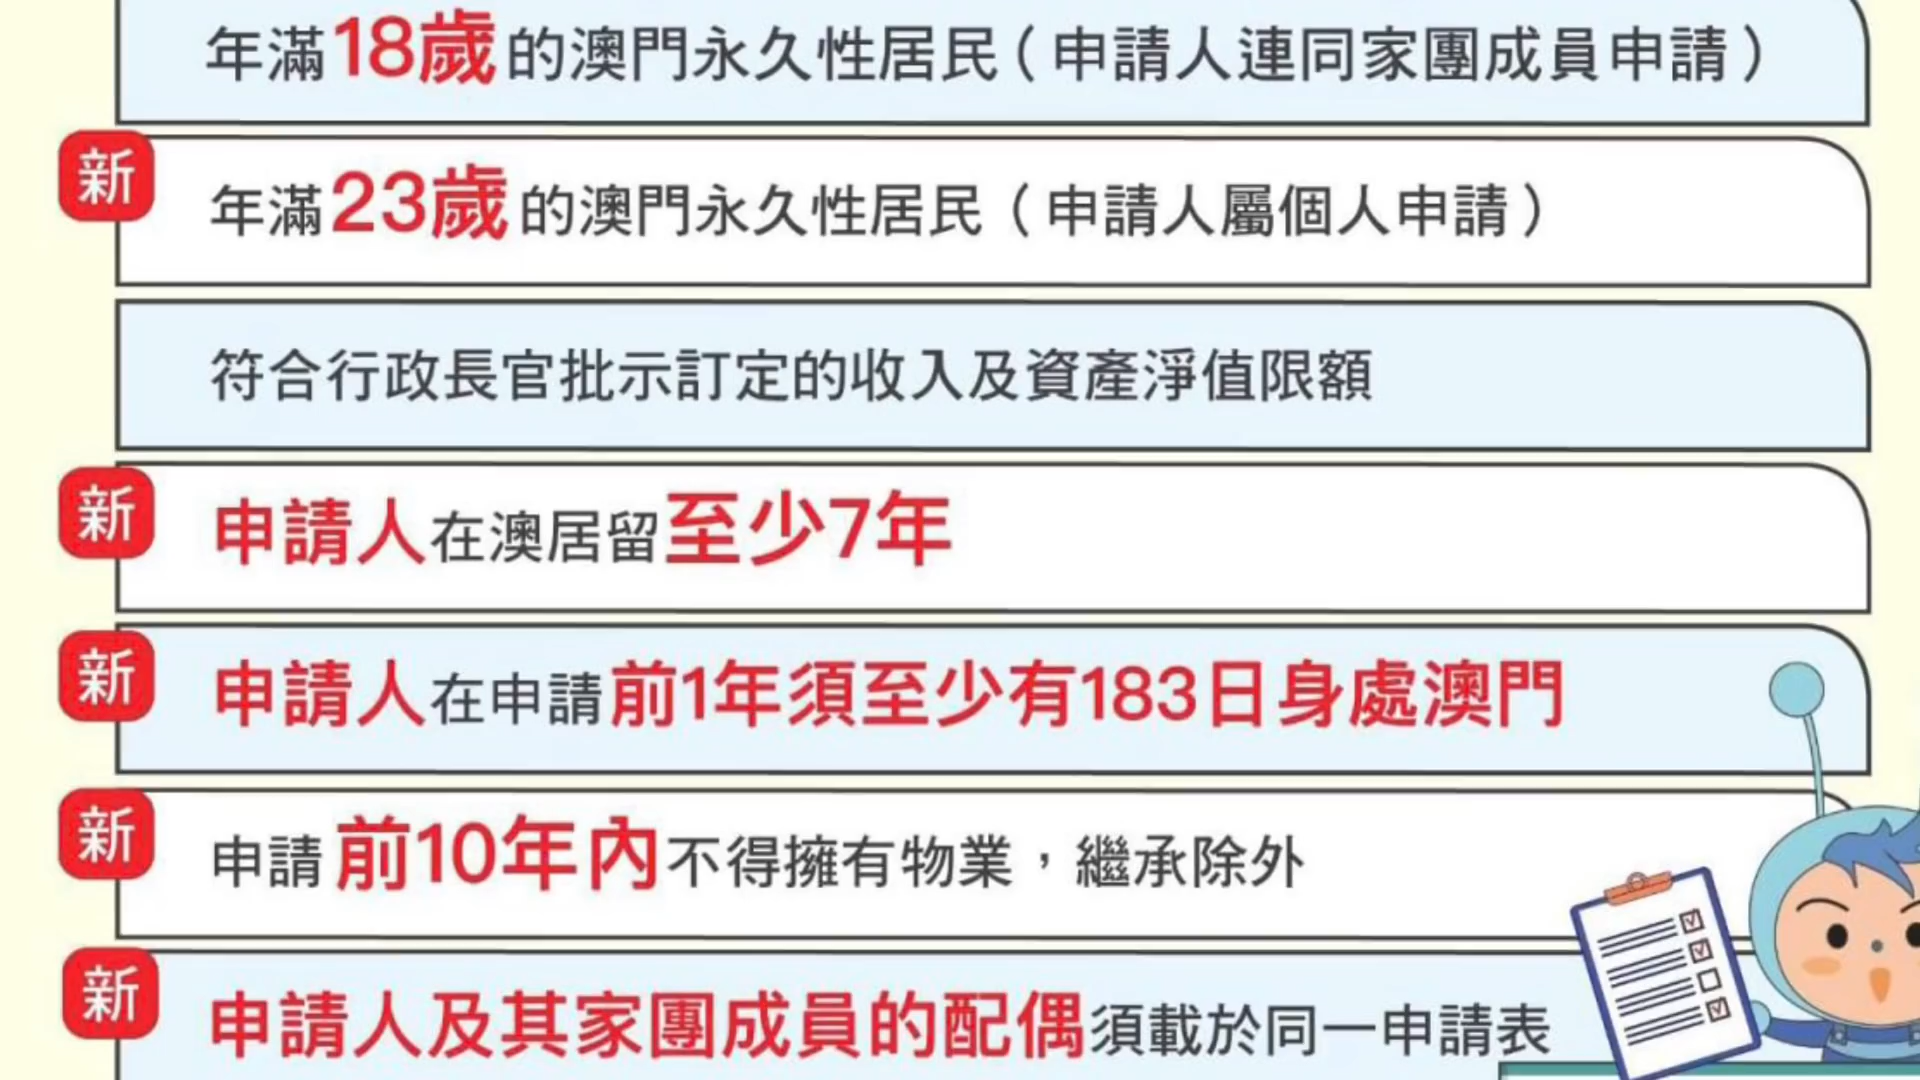 年滿18歲的澳門永久性居民（申請人連同家團成員申請）
新
年滿23歲的澳門永久性居民（申請人屬個人申請）
符合行政長官批示訂定的收入及資產淨值限額
新
申請人在澳居留至少7年
新
申請人在申請前1年須至少有183日身處澳門
新
申請前10年內不得擁有物業，繼承除外
新
申請人及其家團成員的配偶須載於同一申請表